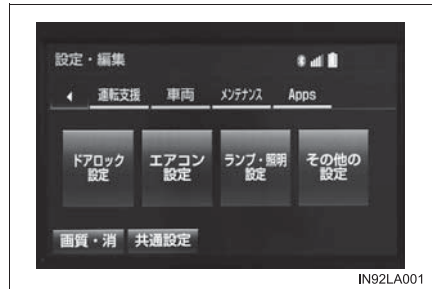 設定・編集
運転支援 車両 メンテナンス Apps
ドアロック
設定
エアコン
設定
ランプ・照明
設定
その他の
設定
画質・消 共通設定
IN92LA001